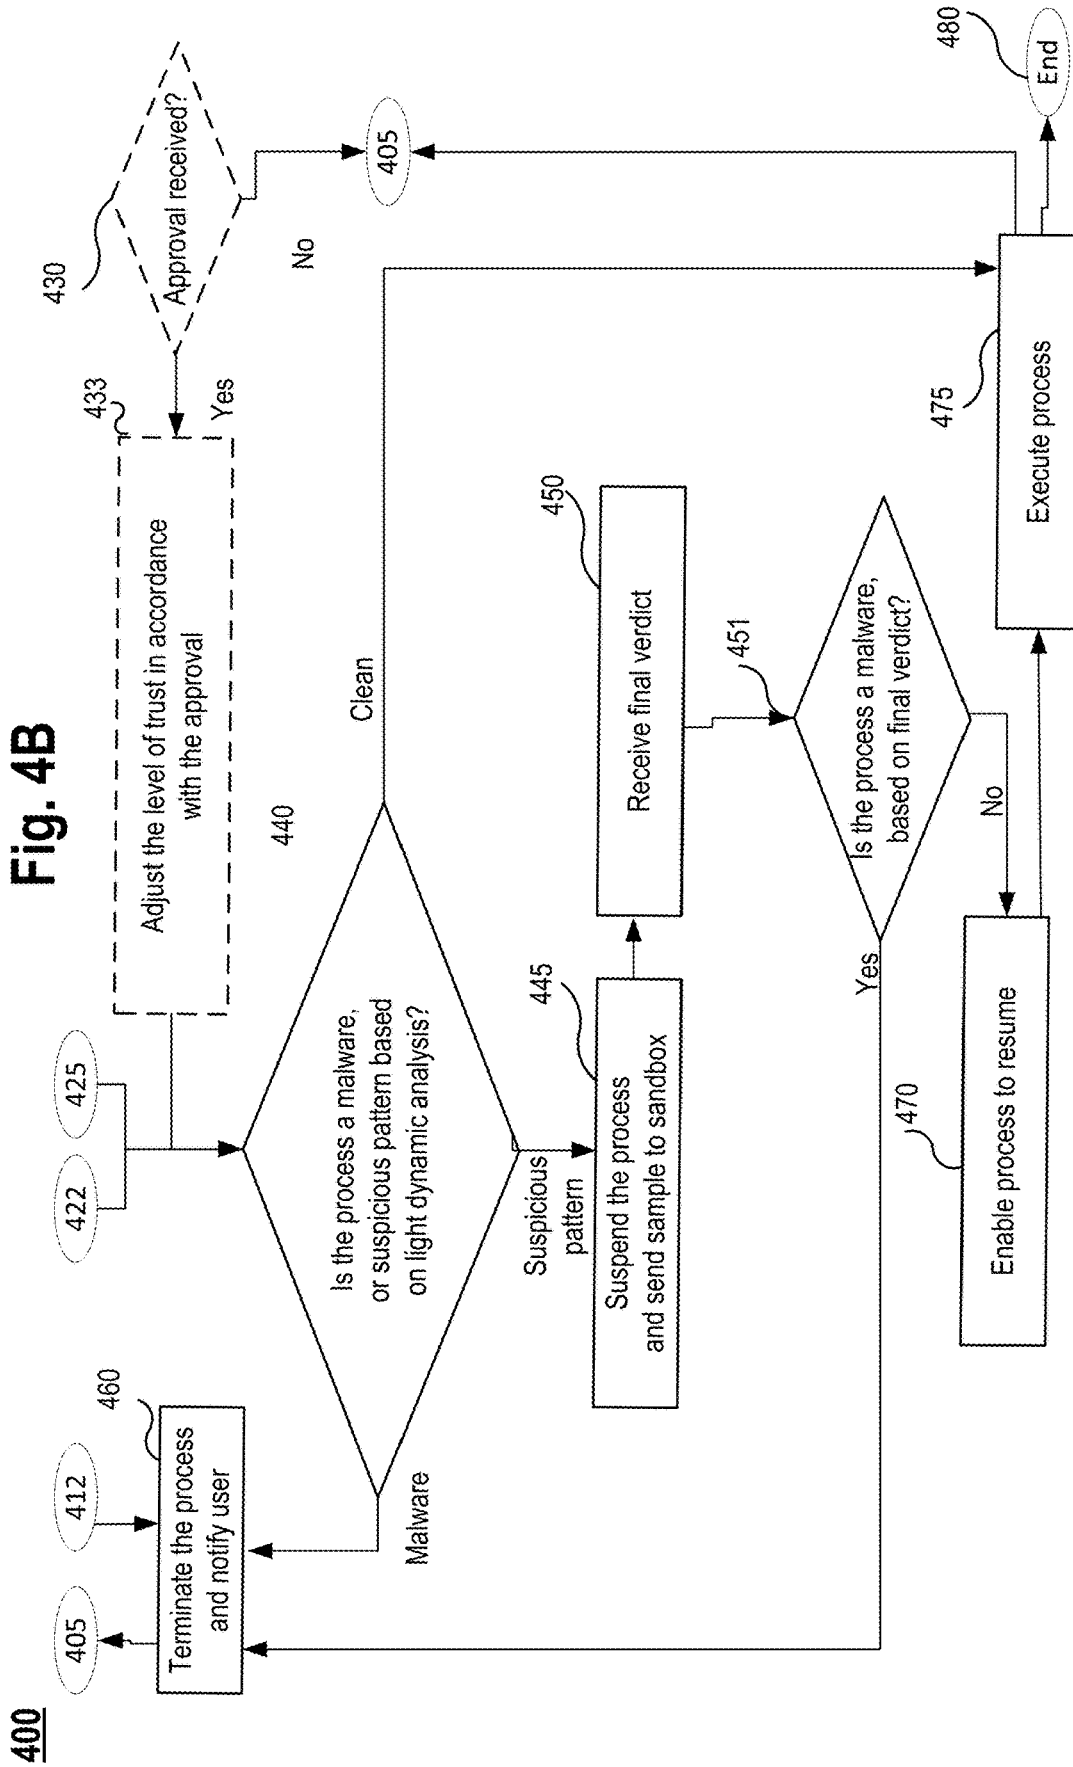 400
Fig. 4B
405
412
422
425
460
Terminate the process
and notify user
433
Adjust the level of trust in accordance
with the approval
Yes
430
Approval received?
No
405
440
Is the process a malware,
or suspicious pattern based
on light dynamic analysis?
Malware
Clean
Suspicious
pattern
445
Suspend the process
and send sample to sandbox
450
Receive final verdict
451
Is the process a malware,
based on final verdict?
Yes
No
470
Enable process to resume
475
Execute process
480
End